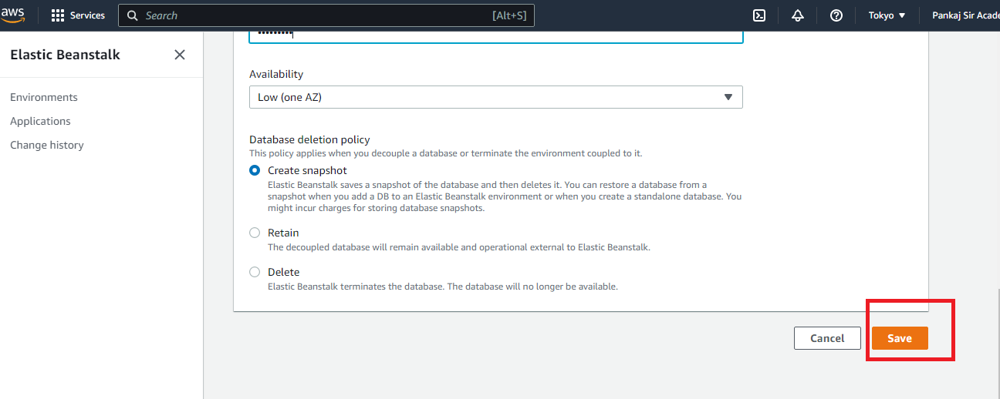 aws
Services
Search
[Alt+S]
Tokyo
Pankaj Sir Acade
Elastic Beanstalk
Environments
Applications
Change history
•••••••••
Availability
Low (one AZ)
Database deletion policy
This policy applies when you decouple a database or terminate the environment coupled to it.
Create snapshot
Elastic Beanstalk saves a snapshot of the database and then deletes it. You can restore a database from a
snapshot when you add a DB to an Elastic Beanstalk environment or when you create a standalone database. You
might incur charges for storing database snapshots.
Retain
The decoupled database will remain available and operational external to Elastic Beanstalk.
Delete
Elastic Beanstalk terminates the database. The database will no longer be available.
Cancel
Save